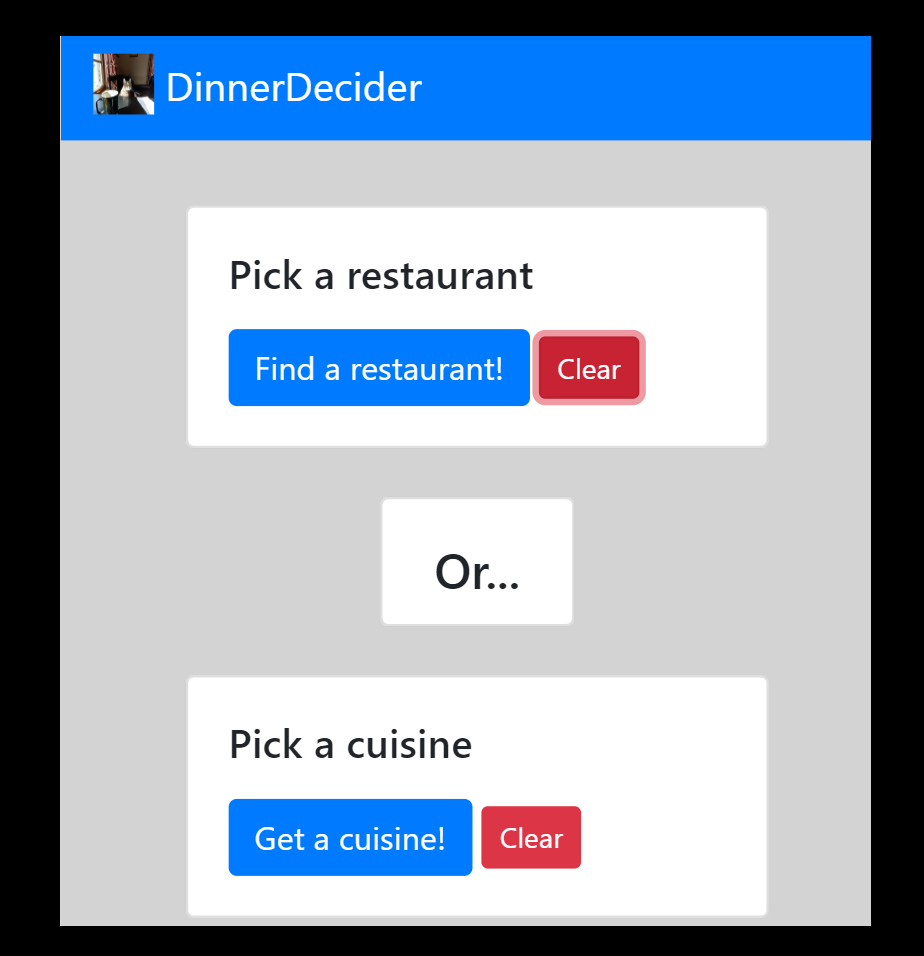 DinnerDecider
Pick a restaurant
Find a restaurant! Clear
Or...
Pick a cuisine
Get a cuisine! Clear